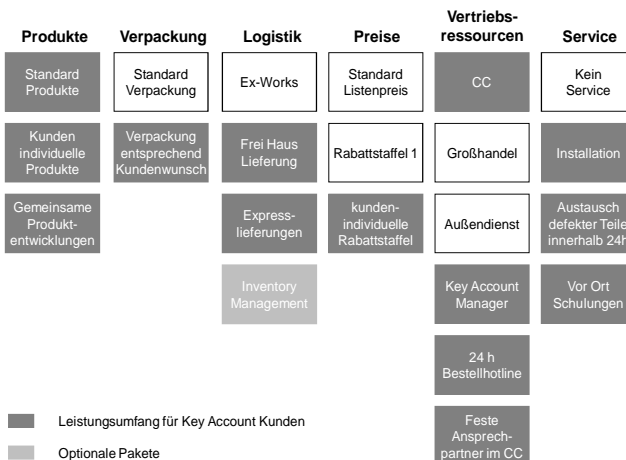 Produkte
Verpackung
Logistik
Preise
Vertriebs-
ressourcen
Service
Standard
Produkte
Standard
Verpackung
Ex-Works
Standard
Listenpreis
CC
Kein
Service
Kunden
individuelle
Produkte
Verpackung
entsprechend
Kundenwunsch
Frei Haus
Lieferung
Rabattstaffel 1
Großhandel
Installation
Gemeinsame
Produkt-
entwicklungen
Express-
lieferungen
kunden-
individuelle
Rabattstaffel
Außendienst
Austausch
defekter Teile
innerhalb 24h
Inventory
Management
Key Account
Manager
Vor Ort
Schulungen
24 h
Bestellhotline
Feste
Ansprech-
partner im CC
Leistungsumfang für Key Account Kunden
Optionale Pakete